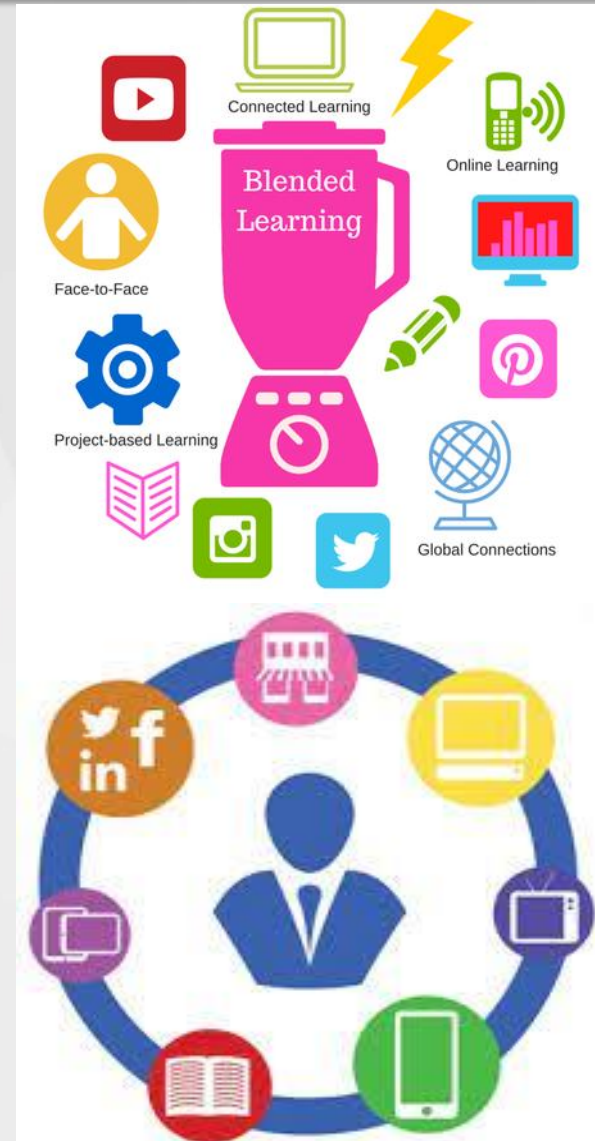 Connected Learning
Blended
Learning
Online Learning
Face-to-Face
Project-based Learning
Global Connections
f
in